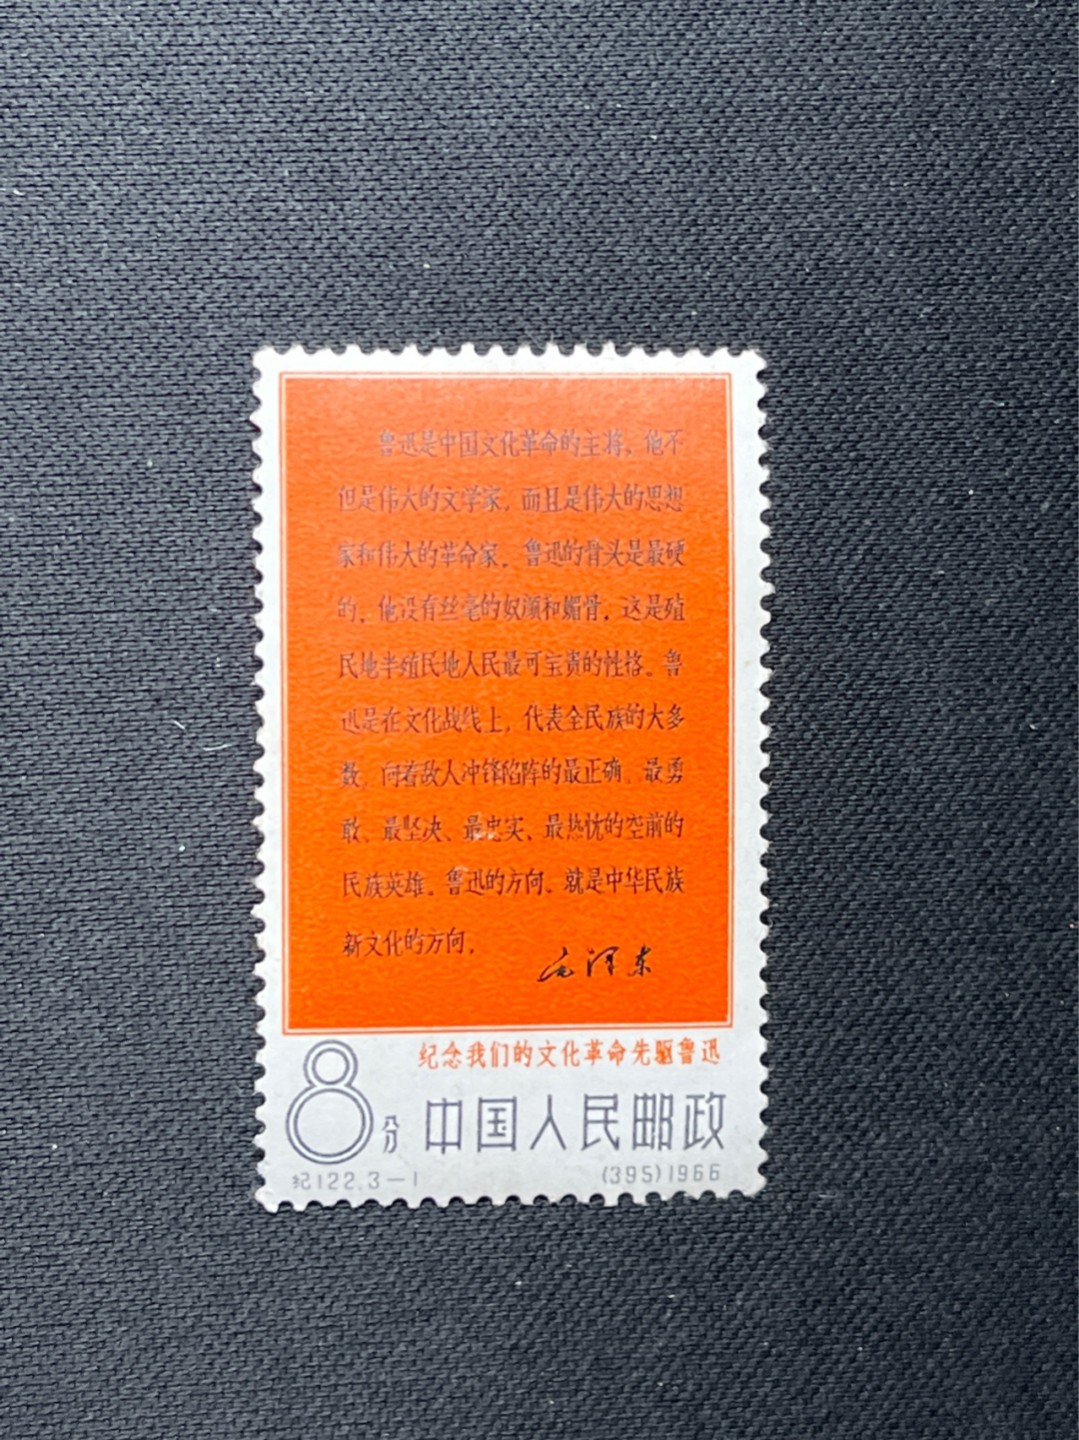 鲁迅是中国文化革命的主将，他不
但是伟大的文学家，而且是伟大的思想
家和伟大的革命家。鲁迅的骨头是最硬
的，他没有丝毫的奴颜和媚骨，这是殖
民地半殖民地人民最可宝贵的性格。鲁
迅是在文化战线上，代表全民族的大多
数，向着敌人冲锋陷阵的最正确、最勇
敢、最坚决、最忠实、最热忱的空前的
民族英雄。鲁迅的方向，就是中华民族
新文化的方向。
毛泽东
纪念我们的文化革命先驱鲁迅
8分 中国人民邮政
纪122.3—1 (395)1966